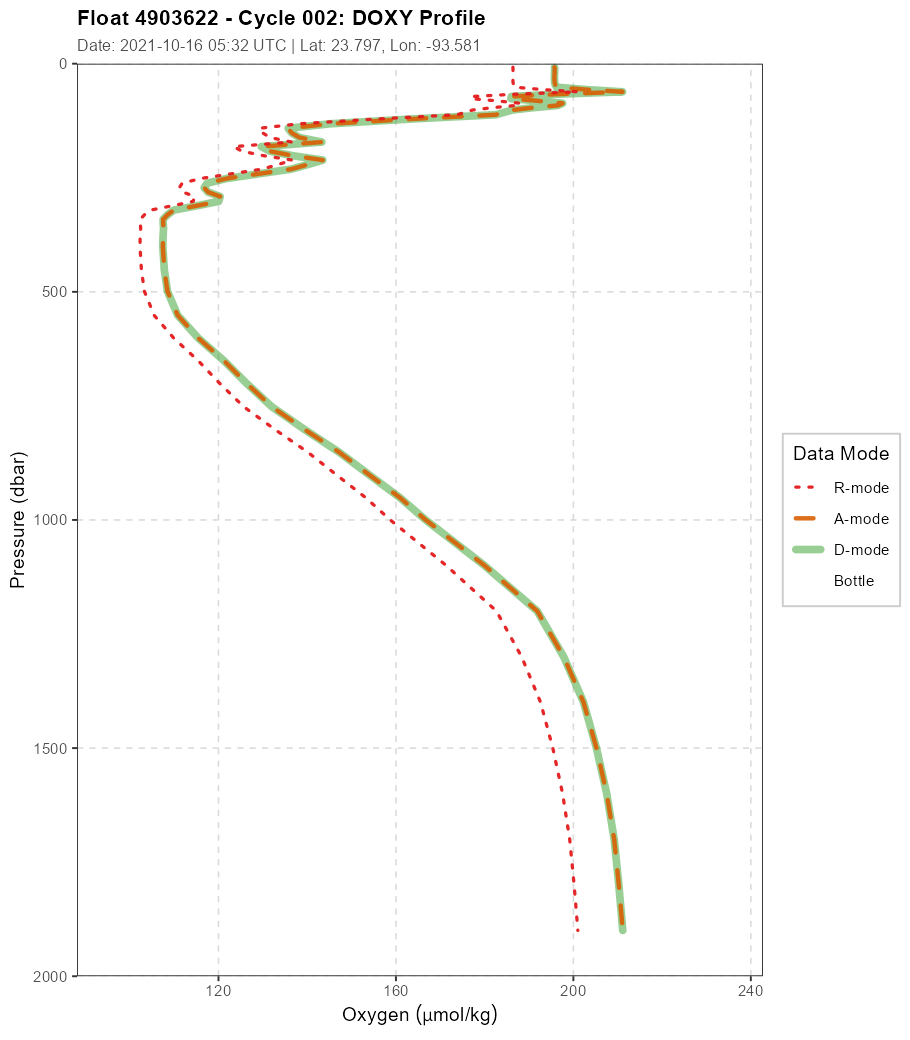 Float 4903622 - Cycle 002: DOXY Profile
Date: 2021-10-16 05:32 UTC | Lat: 23.797, Lon: -93.581
0
500
1000
1500
2000
Pressure (dbar)
120 160 200 240
Oxygen (μmol/kg)
Data Mode
R-mode
A-mode
D-mode
Bottle